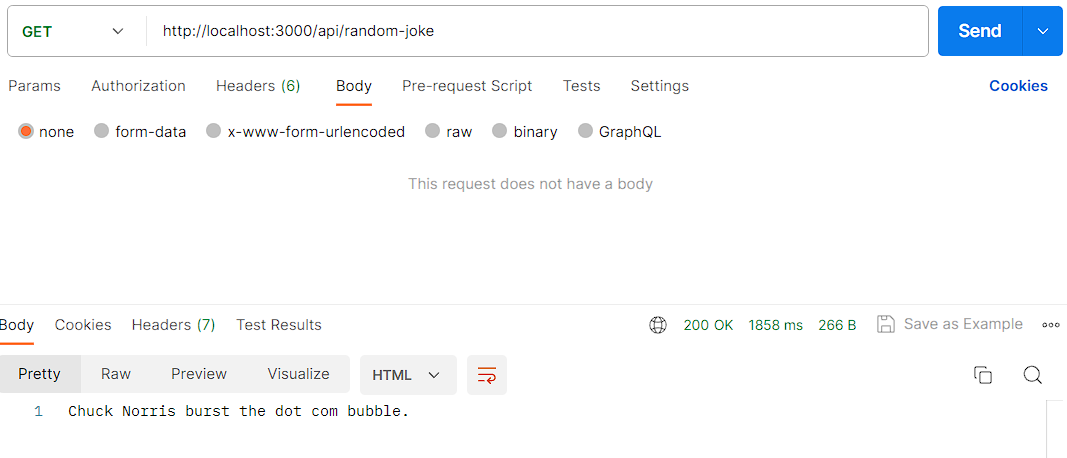 GET http://localhost:3000/api/random-joke Send
Params Authorization Headers (6) Body Pre-request Script Tests Settings Cookies
none form-data x-www-form-urlencoded raw binary GraphQL
This request does not have a body
Body Cookies Headers (7) Test Results 200 OK 1858 ms 266 B Save as Example
Pretty Raw Preview Visualize HTML
1 Chuck Norris burst the dot com bubble.